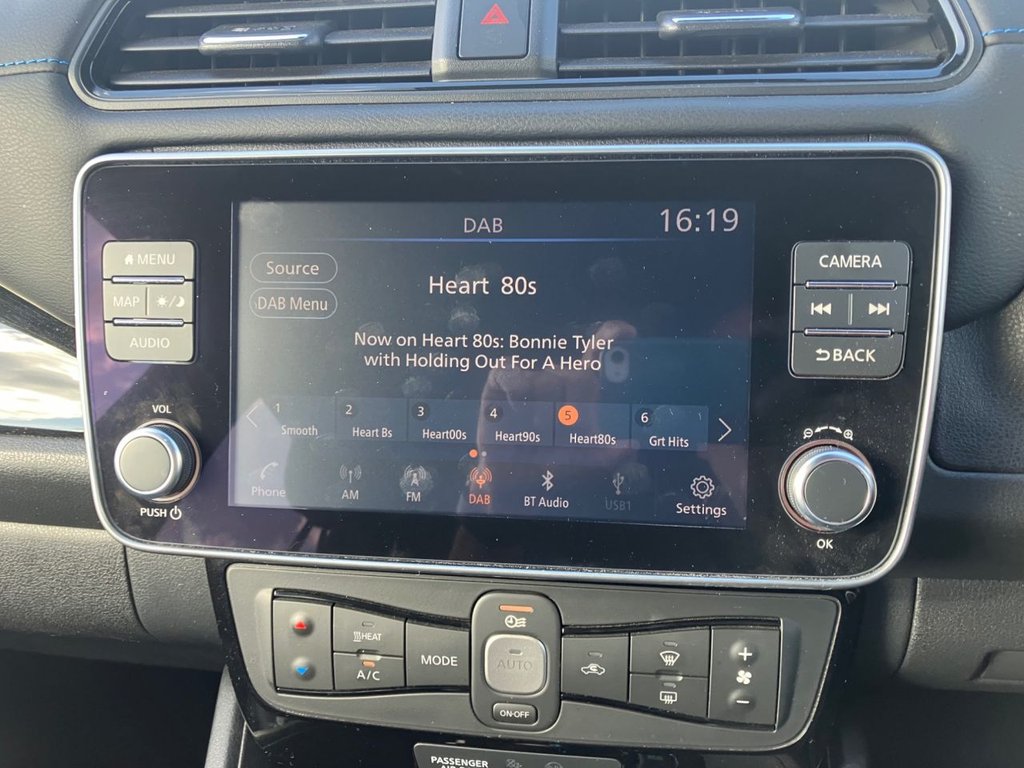 DAB
16:19
MENU
MAP
AUDIO
Source
DAB Menu
Heart 80s
Now on Heart 80s: Bonnie Tyler
with Holding Out For A Hero
CAMERA
BACK
VOL
PUSH
1 2 3 4 5 6
Smooth Heart Bs Heart00s Heart90s Heart80s Grt Hits
Phone AM FM DAB BT Audio USB1 Settings
OK
HEAT
A/C
MODE
AUTO
ON·OFF
+
−
PASSENGER